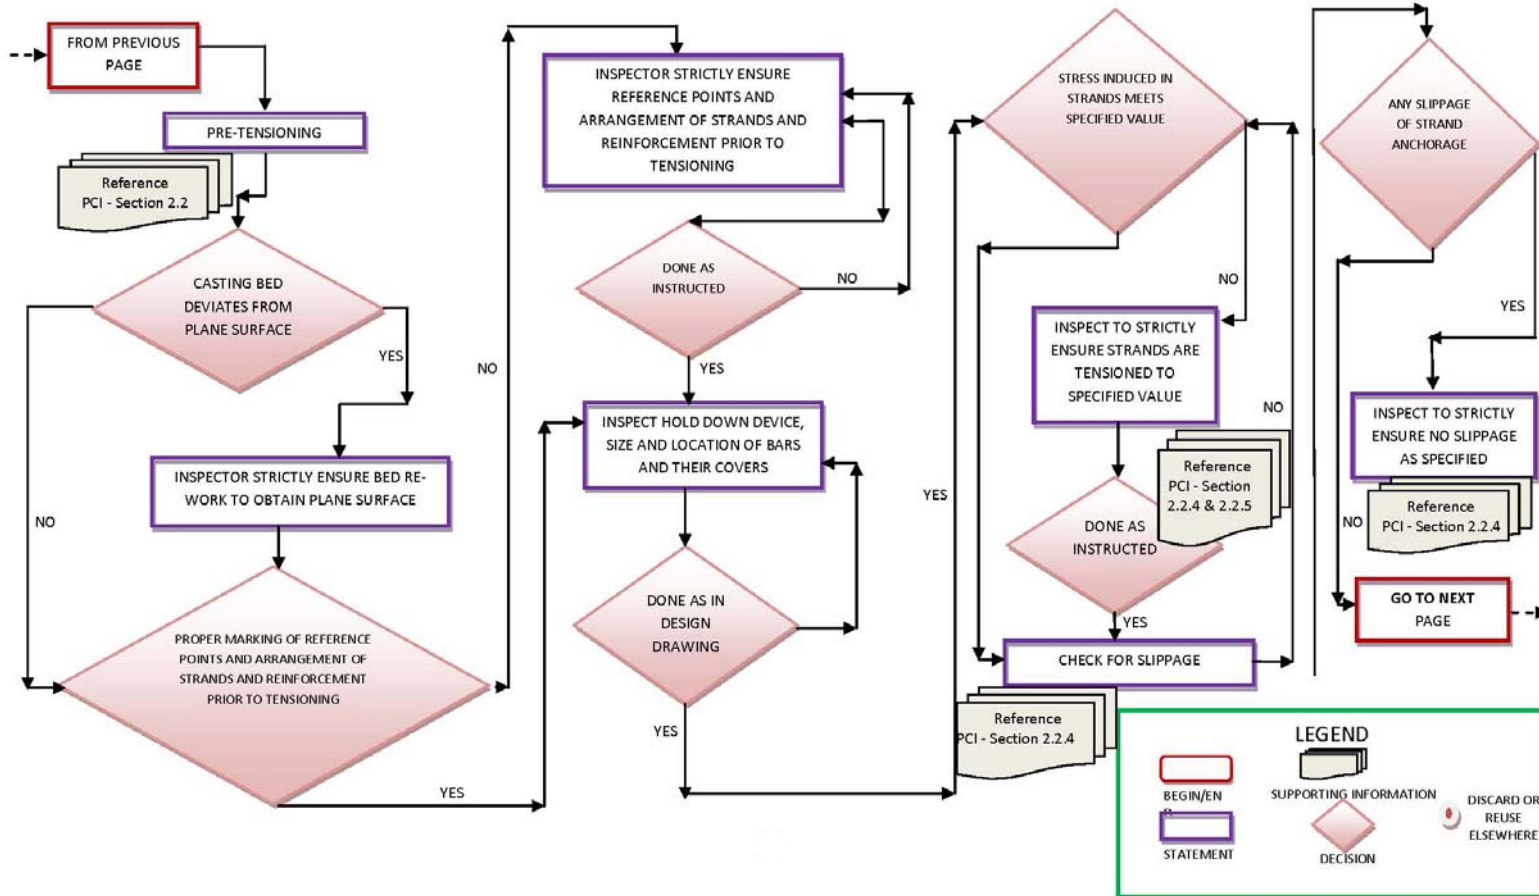 FROM PREVIOUS
PAGE
PRE-TENSIONING
Reference
PCI - Section 2.2
CASTING BED
DEVIATES FROM
PLANE SURFACE
YES
NO
INSPECTOR STRICTLY ENSURE BED RE-
WORK TO OBTAIN PLANE SURFACE
PROPER MARKING OF REFERENCE
POINTS AND ARRANGEMENT OF
STRANDS AND REINFORCEMENT
PRIOR TO TENSIONING
NO
YES
INSPECTOR STRICTLY ENSURE
REFERENCE POINTS AND
ARRANGEMENT OF STRANDS AND
REINFORCEMENT PRIOR TO
TENSIONING
DONE AS
INSTRUCTED
NO
YES
INSPECT HOLD DOWN DEVICE,
SIZE AND LOCATION OF BARS
AND THEIR COVERS
DONE AS IN
DESIGN
DRAWING
YES
YES
STRESS INDUCED IN
STRANDS MEETS
SPECIFIED VALUE
NO
INSPECT TO STRICTLY
ENSURE STRANDS ARE
TENSIONED TO
SPECIFIED VALUE
NO
Reference
PCI - Section
2.2.4 & 2.2.5
DONE AS
INSTRUCTED
YES
CHECK FOR SLIPPAGE
Reference
PCI - Section 2.2.4
ANY SLIPPAGE
OF STRAND
ANCHORAGE
YES
INSPECT TO STRICTLY
ENSURE NO SLIPPAGE
AS SPECIFIED
NO
Reference
PCI - Section 2.2.4
GO TO NEXT
PAGE
LEGEND
BEGIN/EN
D
SUPPORTING INFORMATION
STATEMENT
DECISION
DISCARD OR
REUSE
ELSEWHERE